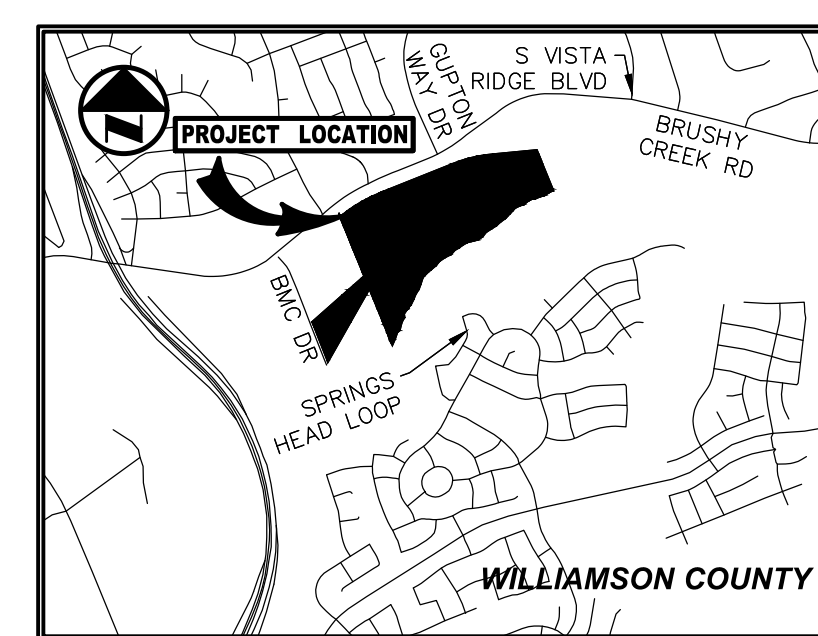 S VISTA
RIDGE BLVD
GUPTON
WAY DR
BRUSHY
CREEK RD
N
PROJECT LOCATION
BMC DR
SPRINGS
HEAD LOOP
WILLIAMSON COUNTY